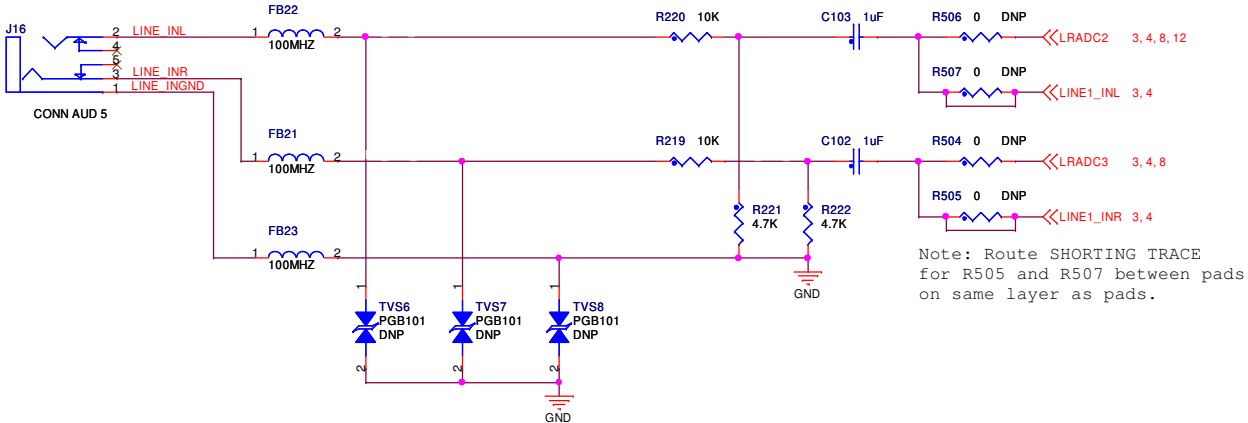 J16
2 LINE_INL
4
5
3 LINE_INR
1 LINE_INGND
CONN AUD 5
FB22
1 2
100MHZ
FB21
1 2
100MHZ
FB23
1 2
100MHZ
R220 10K
R219 10K
C103 1uF
C102 1uF
R221
4.7K
R222
4.7K
GND
R506 0 DNP
LRADC2 3, 4, 8, 12
R507 0 DNP
LINE1_INL 3, 4
R504 0 DNP
LRADC3 3, 4, 8
R505 0 DNP
LINE1_INR 3, 4
Note: Route SHORTING TRACE
for R505 and R507 between pads
on same layer as pads.
1
TVS6
PGB101
DNP
2
1
TVS7
PGB101
DNP
2
1
TVS8
PGB101
DNP
2
GND